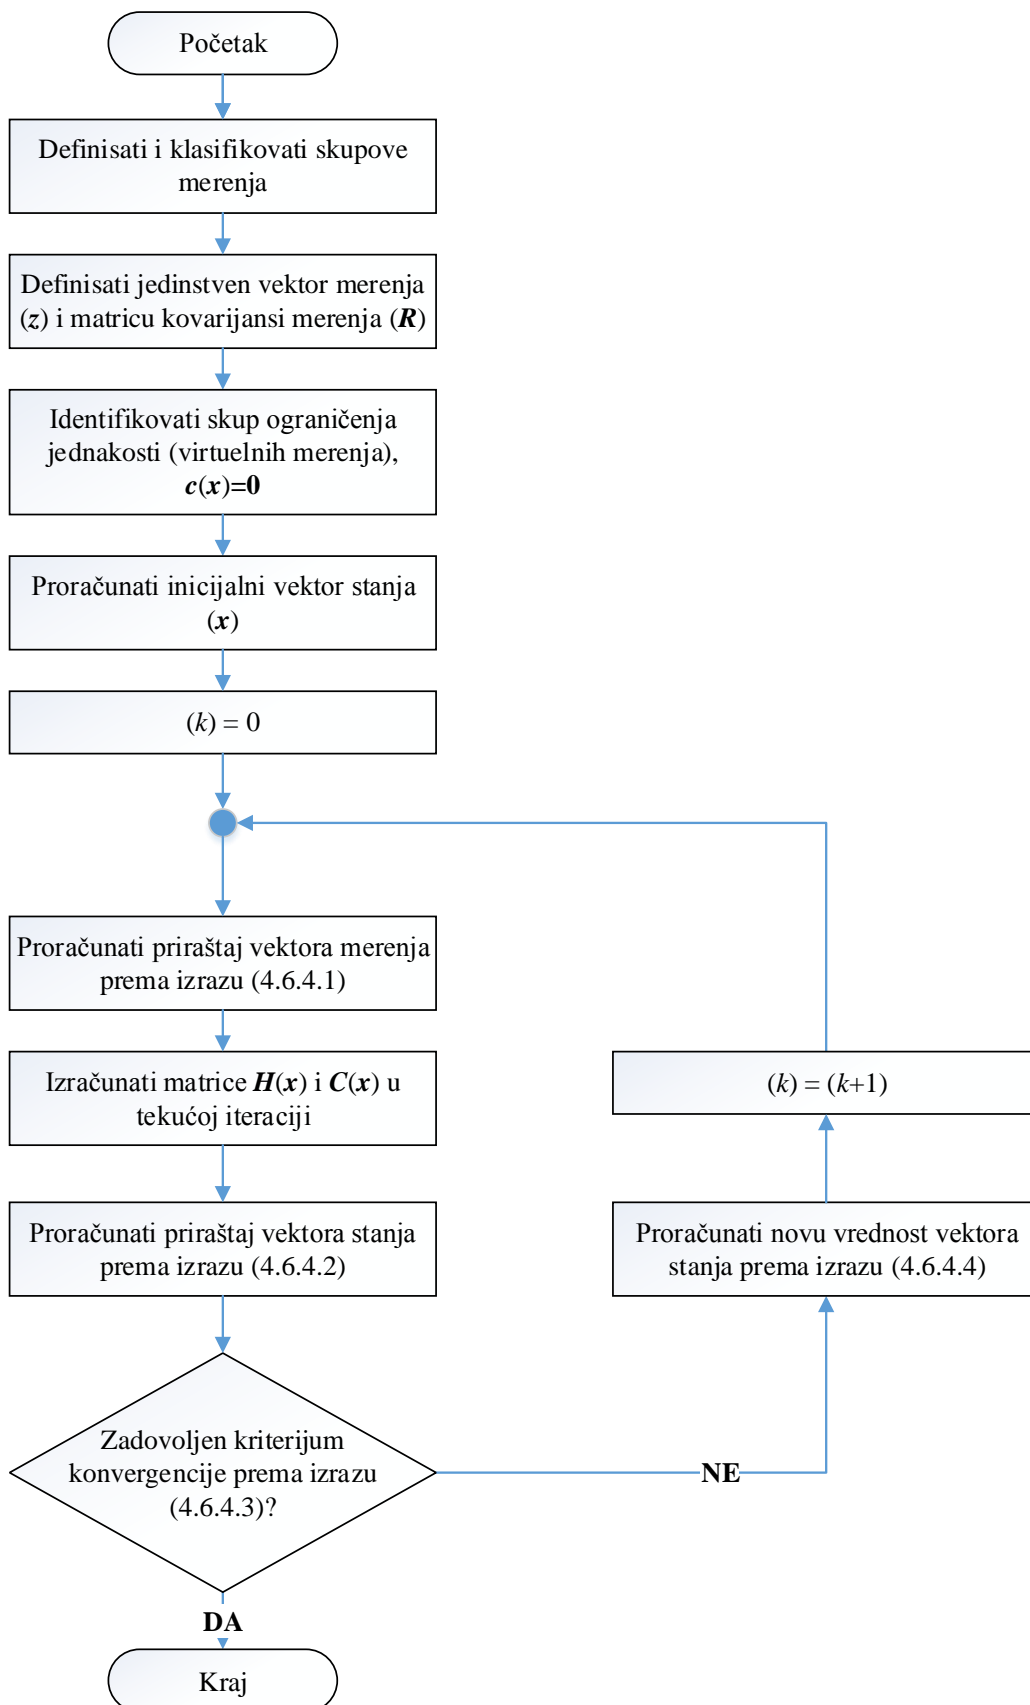 Početak
Definisati i klasifikovati skupove
merenja
Definisati jedinstven vektor merenja
(z) i matricu kovarijansi merenja (R)
Identifikovati skup ograničenja
jednakosti (virtuelnih merenja),
c(x)=0
Proračunati inicijalni vektor stanja
(x)
(k) = 0
Proračunati priraštaj vektora merenja
prema izrazu (4.6.4.1)
Izračunati matrice H(x) i C(x) u
tekućoj iteraciji
(k) = (k+1)
Proračunati priraštaj vektora stanja
prema izrazu (4.6.4.2)
Proračunati novu vrednost vektora
stanja prema izrazu (4.6.4.4)
Zadovoljen kriterijum
konvergencije prema izrazu
(4.6.4.3)?
NE
DA
Kraj